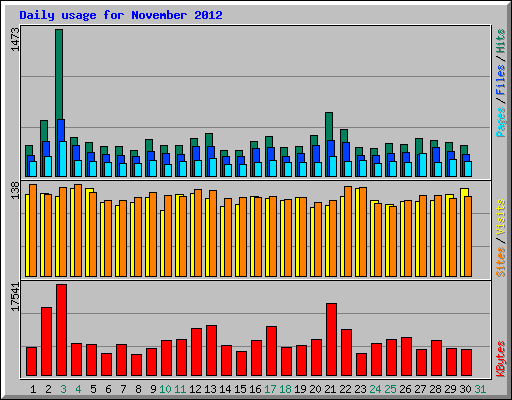 Daily usage for November 2012
1473
Pages / Files / Hits
138
Sites / Visits
17541
KBytes
1 2 3 4 5 6 7 8 9 10 11 12 13 14 15 16 17 18 19 20 21 22 23 24 25 26 27 28 29 30 31